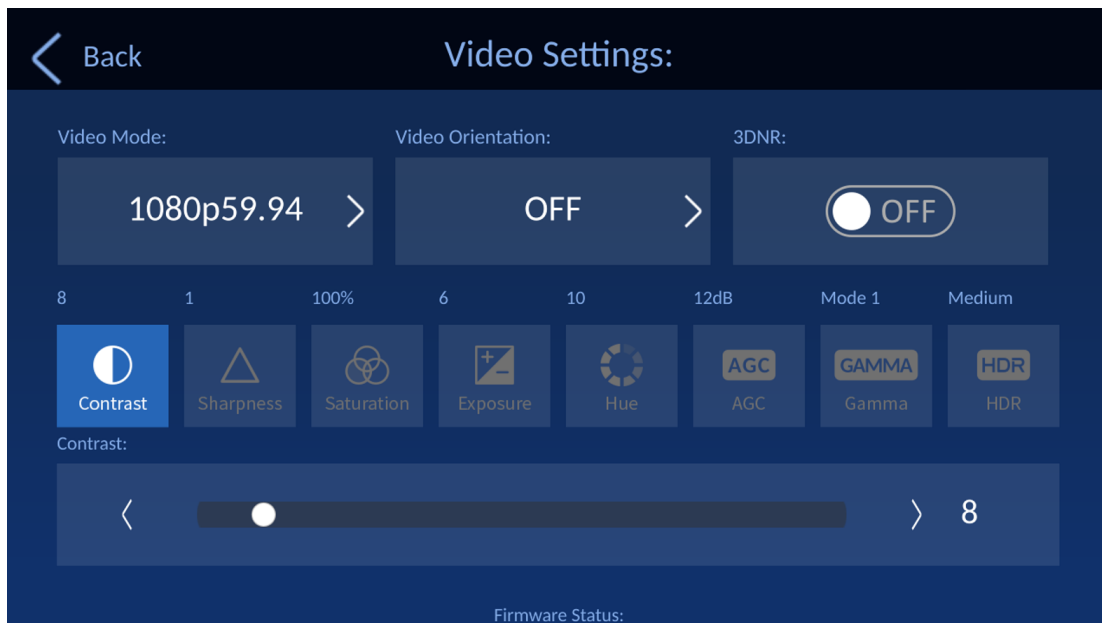 Back
Video Settings:
Video Mode:
Video Orientation:
3DNR:
1080p59.94
OFF
OFF
8
1
100%
6
10
12dB
Mode 1
Medium
AGC
GAMMA
HDR
Contrast
Sharpness
Saturation
Exposure
Hue
AGC
Gamma
HDR
Contrast:
8
Firmware Status: